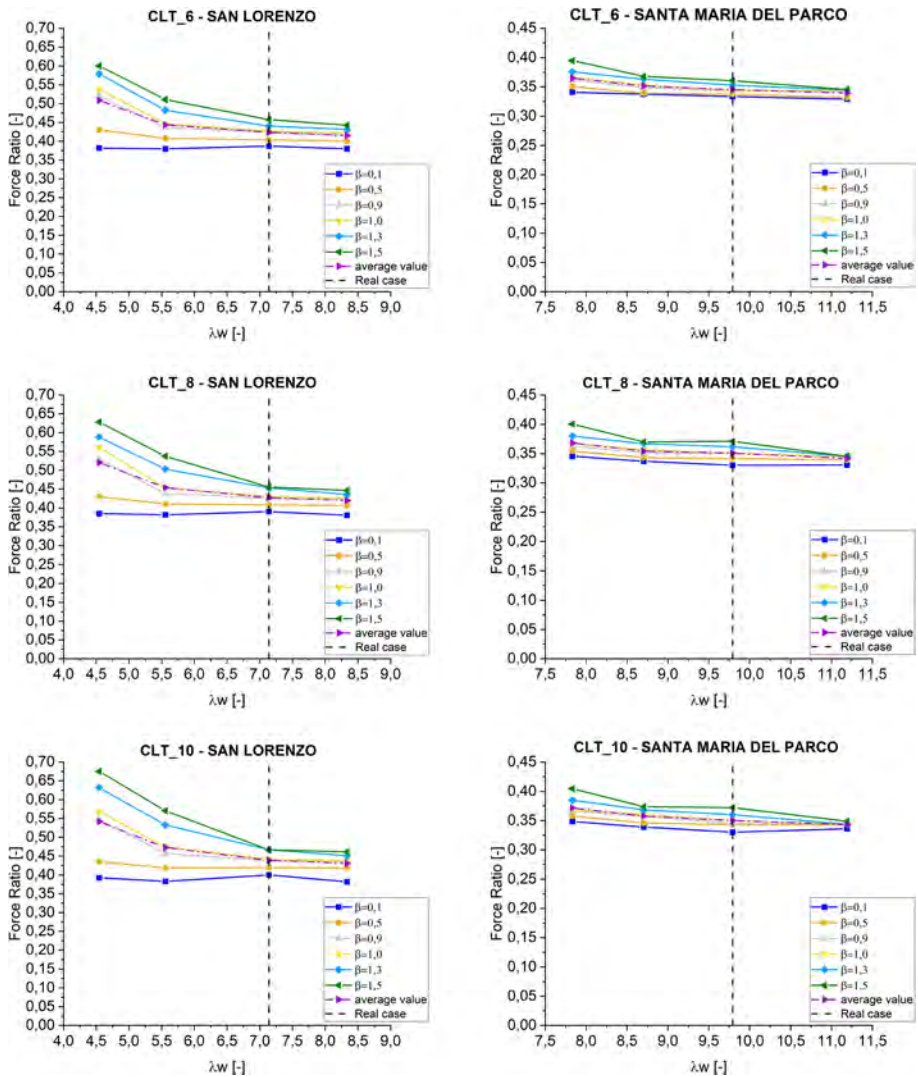 CLT_6 - SAN LORENZO
0,70
0,65
0,60
0,55
0,50
0,45
0,40
0,35
0,30
0,25
0,20
0,15
0,10
0,05
0,00
Force Ratio [-]
4,0 4,5 5,0 5,5 6,0 6,5 7,0 7,5 8,0 8,5 9,0
λw [-]
β=0,1
β=0,5
β=0,9
β=1,0
β=1,3
β=1,5
average value
Real case
CLT_6 - SANTA MARIA DEL PARCO
0,45
0,40
0,35
0,30
0,25
0,20
0,15
0,10
0,05
0,00
Force Ratio [-]
7,5 8,0 8,5 9,0 9,5 10,0 10,5 11,0 11,5
λw [-]
β=0,1
β=0,5
β=0,9
β=1,0
β=1,3
β=1,5
average value
Real case
CLT_8 - SAN LORENZO
0,70
0,65
0,60
0,55
0,50
0,45
0,40
0,35
0,30
0,25
0,20
0,15
0,10
0,05
0,00
Force Ratio [-]
4,0 4,5 5,0 5,5 6,0 6,5 7,0 7,5 8,0 8,5 9,0
λw [-]
β=0,1
β=0,5
β=0,9
β=1,0
β=1,3
β=1,5
average value
Real case
CLT_8 - SANTA MARIA DEL PARCO
0,45
0,40
0,35
0,30
0,25
0,20
0,15
0,10
0,05
0,00
Force Ratio [-]
7,5 8,0 8,5 9,0 9,5 10,0 10,5 11,0 11,5
λw [-]
β=0,1
β=0,5
β=0,9
β=1,0
β=1,3
β=1,5
average value
Real case
CLT_10 - SAN LORENZO
0,70
0,65
0,60
0,55
0,50
0,45
0,40
0,35
0,30
0,25
0,20
0,15
0,10
0,05
0,00
Force Ratio [-]
4,0 4,5 5,0 5,5 6,0 6,5 7,0 7,5 8,0 8,5 9,0
λw [-]
β=0,1
β=0,5
β=0,9
β=1,0
β=1,3
β=1,5
average value
Real case
CLT_10 - SANTA MARIA DEL PARCO
0,45
0,40
0,35
0,30
0,25
0,20
0,15
0,10
0,05
0,00
Force Ratio [-]
7,5 8,0 8,5 9,0 9,5 10,0 10,5 11,0 11,5
λw [-]
β=0,1
β=0,5
β=0,9
β=1,0
β=1,3
β=1,5
average value
Real case